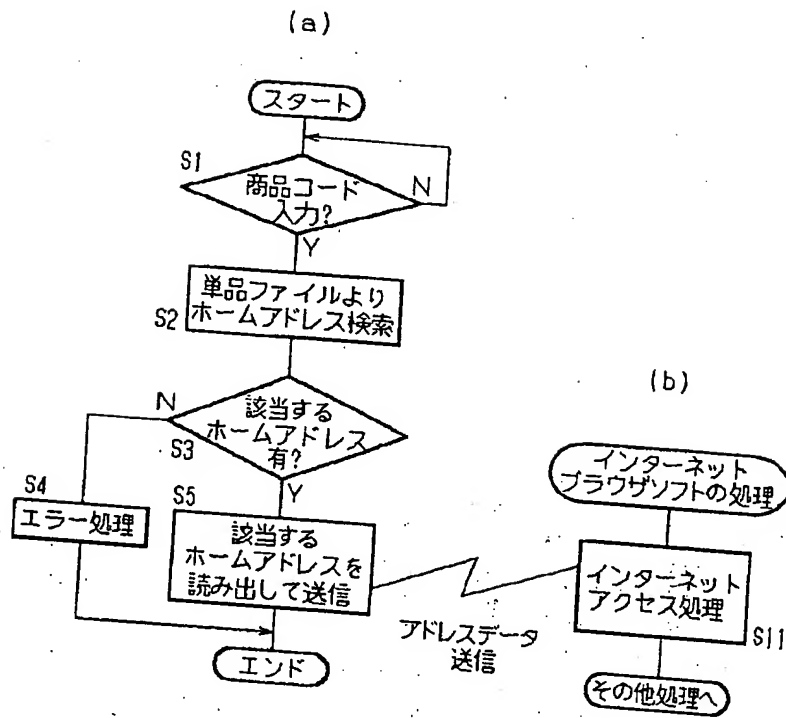 (a)
スタート
S1
商品コード
入力?
N
Y
単品ファイルより
ホームアドレス検索
S2
N
該当する
ホームアドレス
有?
S3
Y
S4
エラー処理
S5
該当する
ホームアドレスを
読み出して送信
エンド
アドレスデータ
送信
(b)
インターネット
ブラウザソフトの処理
インターネット
アクセス処理
S11
その他処理へ